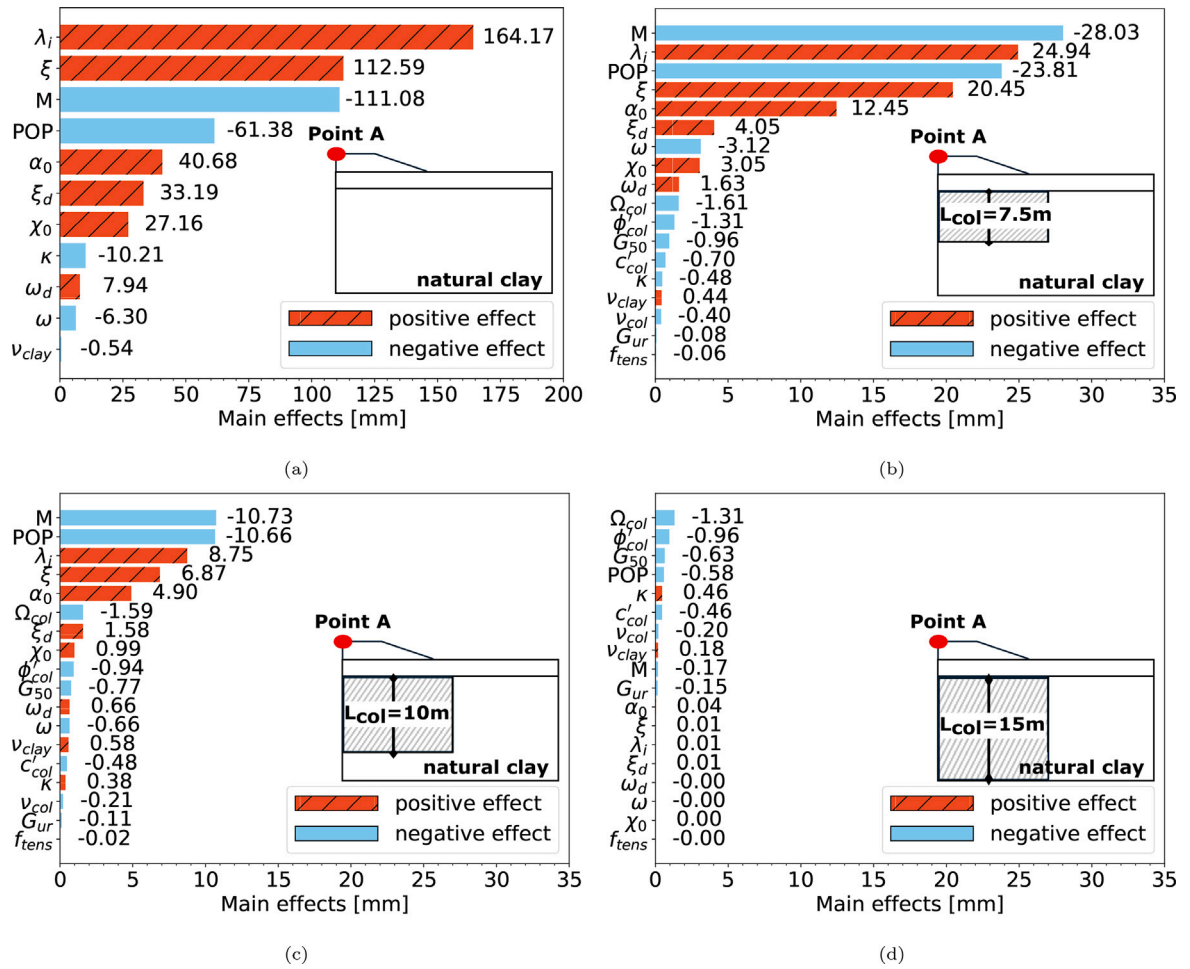 λi 164.17
ξ 112.59
M -111.08
POP -61.38
α0 40.68
ξd 33.19
χ0 27.16
κ -10.21
ωd 7.94
ω -6.30
νclay -0.54
Point A
natural clay
positive effect
negative effect
0 25 50 75 100 125 150 175 200
Main effects [mm]
(a)
M -28.03
λi 24.94
POP -23.81
ξ 20.45
α0 12.45
ξd 4.05
ω -3.12
χ0 3.05
ωd 1.63
Ωcol -1.61
ϕ′col -1.31
G50 -0.96
c′col -0.70
κ -0.48
νclay 0.44
νcol -0.40
Gur -0.08
ftens -0.06
Point A
Lcol=7.5m
natural clay
positive effect
negative effect
0 5 10 15 20 25 30 35
Main effects [mm]
(b)
M -10.73
POP -10.66
λi 8.75
ξ 6.87
α0 4.90
Ωcol -1.59
ξd 1.58
χ0 0.99
ϕ′col -0.94
G50 -0.77
ωd 0.66
ω -0.66
νclay 0.58
c′col -0.48
κ 0.38
νcol -0.21
Gur -0.11
ftens -0.02
Point A
Lcol=10m
natural clay
positive effect
negative effect
0 5 10 15 20 25 30 35
Main effects [mm]
(c)
Ωcol -1.31
ϕ′col -0.96
G50 -0.63
POP -0.58
κ 0.46
c′col -0.46
νcol -0.20
νclay 0.18
M -0.17
Gur -0.15
α0 0.04
ξ 0.01
λi 0.01
ξd 0.01
ωd -0.00
ω -0.00
χ0 0.00
ftens -0.00
Point A
Lcol=15m
natural clay
positive effect
negative effect
0 5 10 15 20 25 30 35
Main effects [mm]
(d)